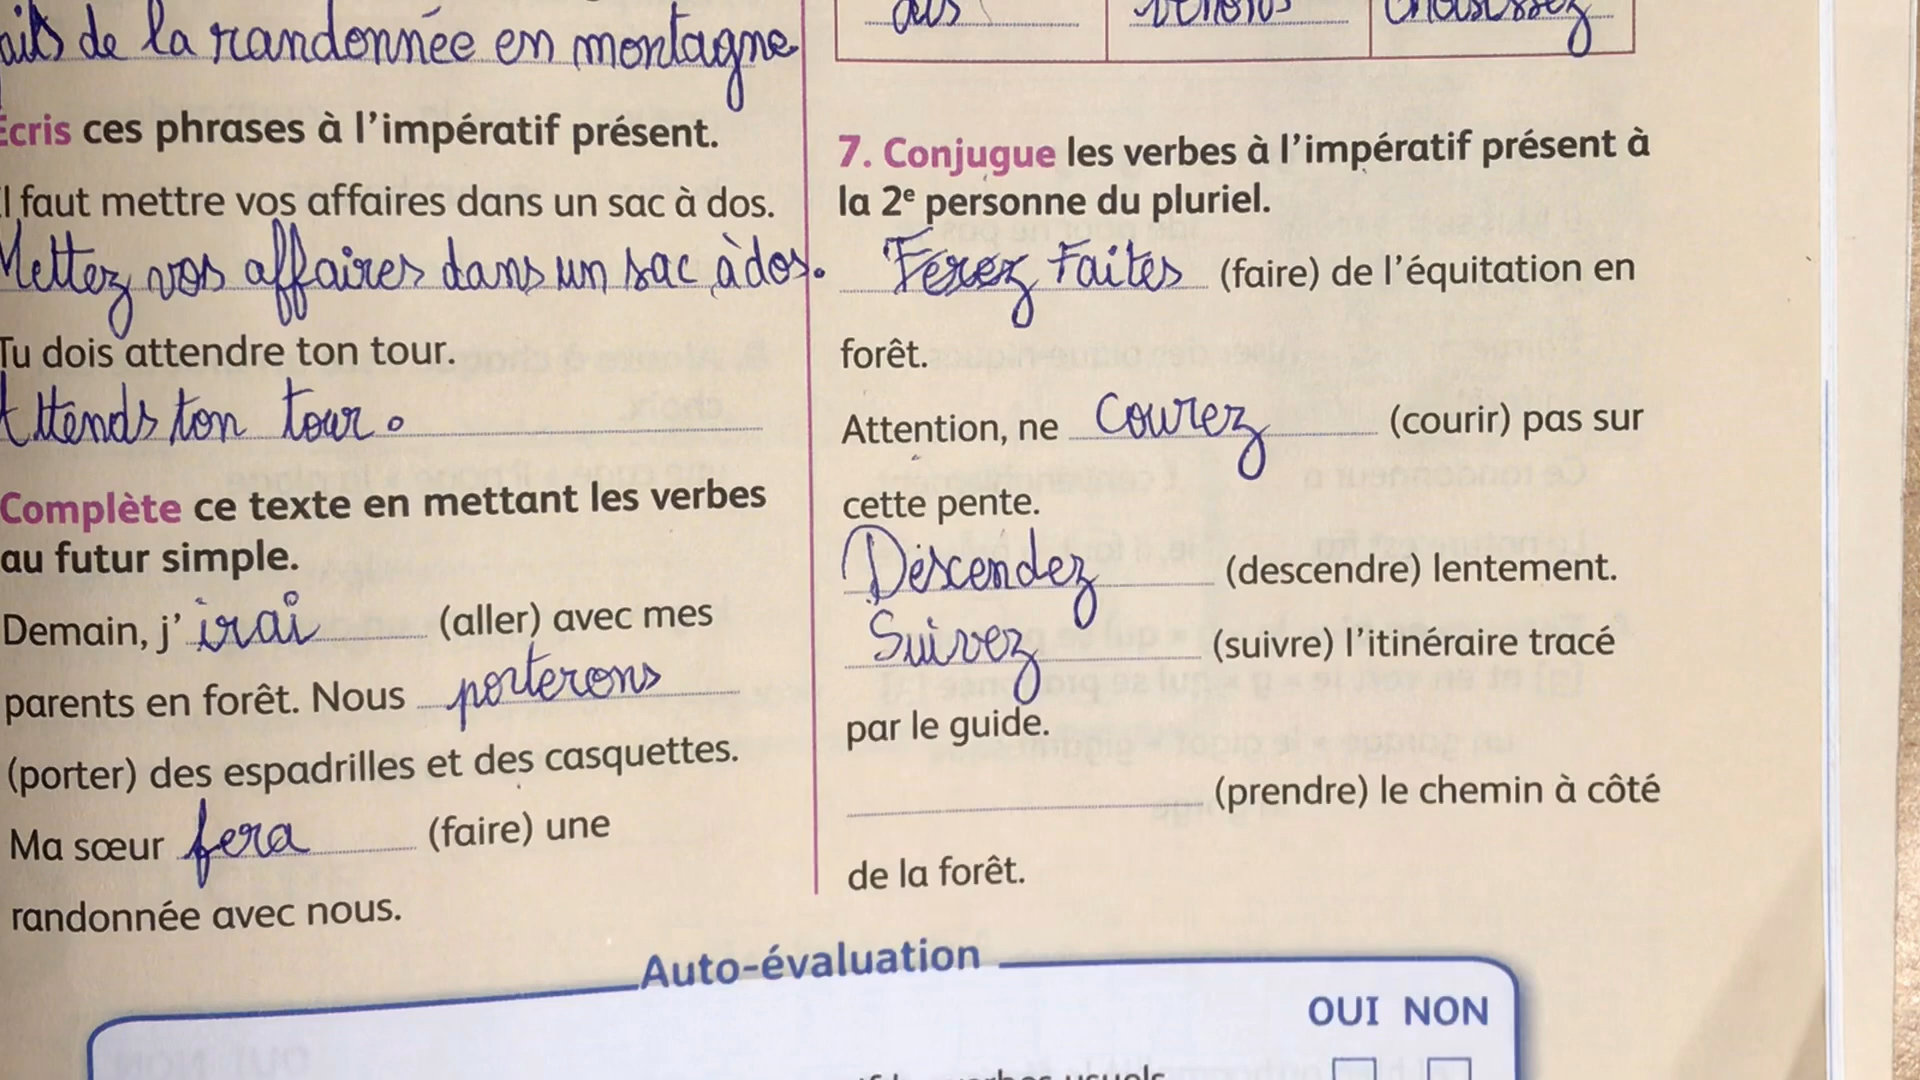 de la randonnée en montagne
Écris ces phrases à l'impératif présent.
Il faut mettre vos affaires dans un sac à dos.
Mettez vos affaires dans un sac à dos.
Tu dois attendre ton tour.
Attends ton tour.
Complète ce texte en mettant les verbes
au futur simple.
Demain, j' irai (aller) avec mes
parents en forêt. Nous porterons
(porter) des espadrilles et des casquettes.
Ma sœur fera (faire) une
randonnée avec nous.
venons choisissez
7. Conjugue les verbes à l'impératif présent à
la 2e personne du pluriel.
Ferez Faites (faire) de l'équitation en
forêt.
Attention, ne courez (courir) pas sur
cette pente.
Descendez (descendre) lentement.
Suivez (suivre) l'itinéraire tracé
par le guide.
(prendre) le chemin à côté
de la forêt.
Auto-évaluation
OUI NON